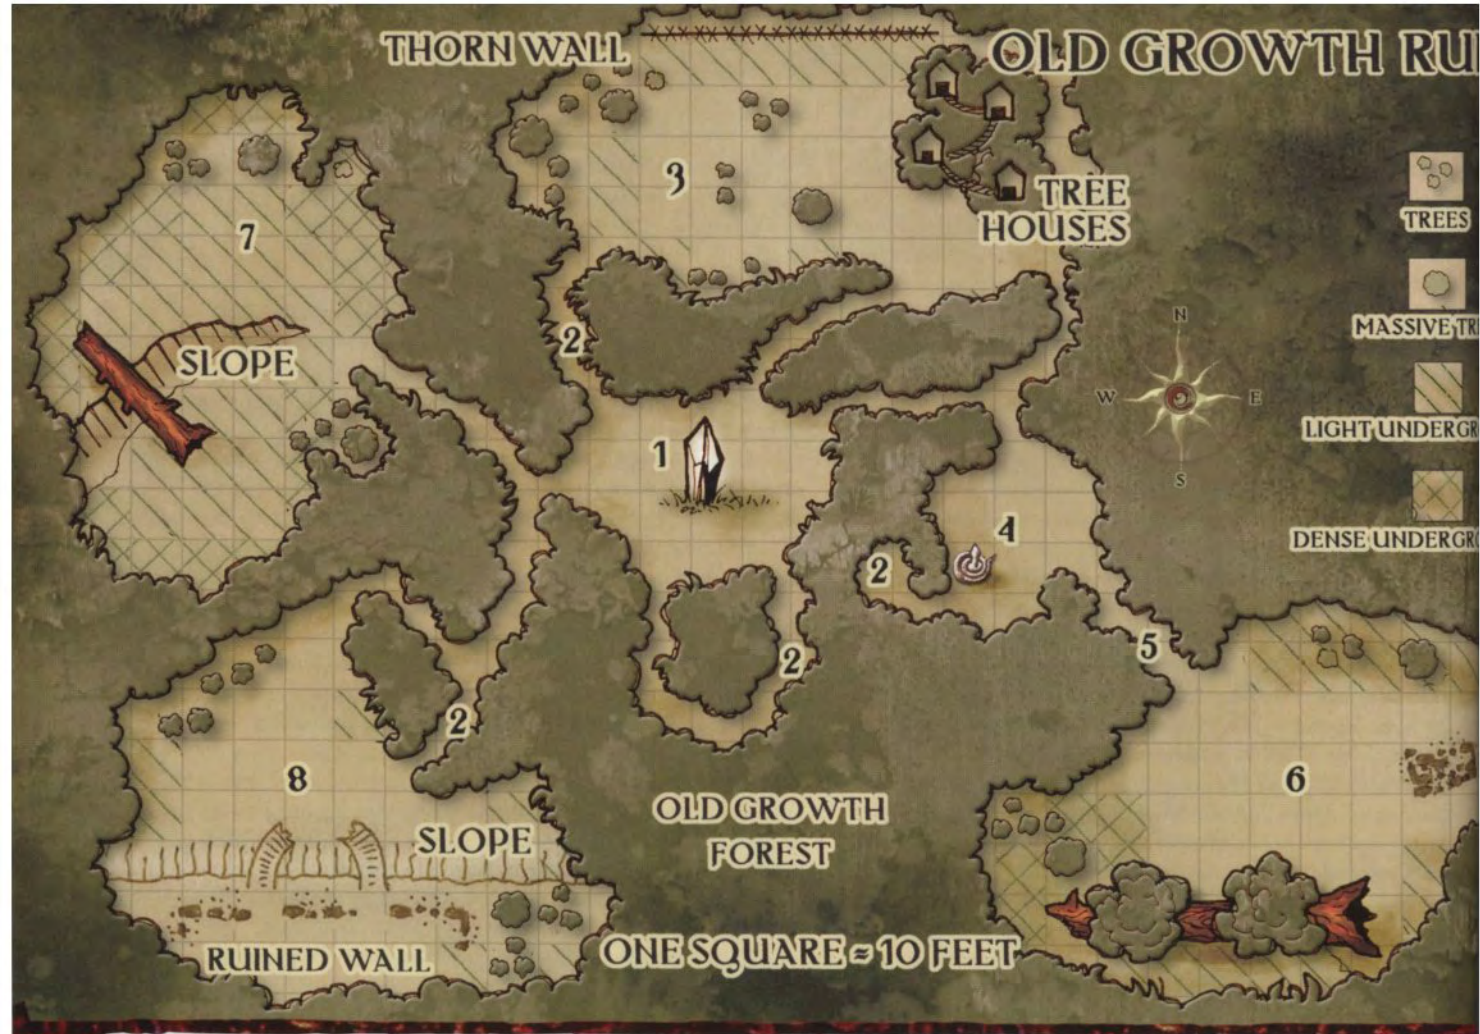 THORN WALL
OLD GROWTH RU
3
TREE
HOUSES
TREES
7
MASSIVE TR
N
W
E
S
2
SLOPE
1
LIGHT UNDERGR
4
2
DENSE UNDERGR
5
2
2
8
6
SLOPE
OLD GROWTH
FOREST
RUINED WALL
ONE SQUARE = 10 FEET